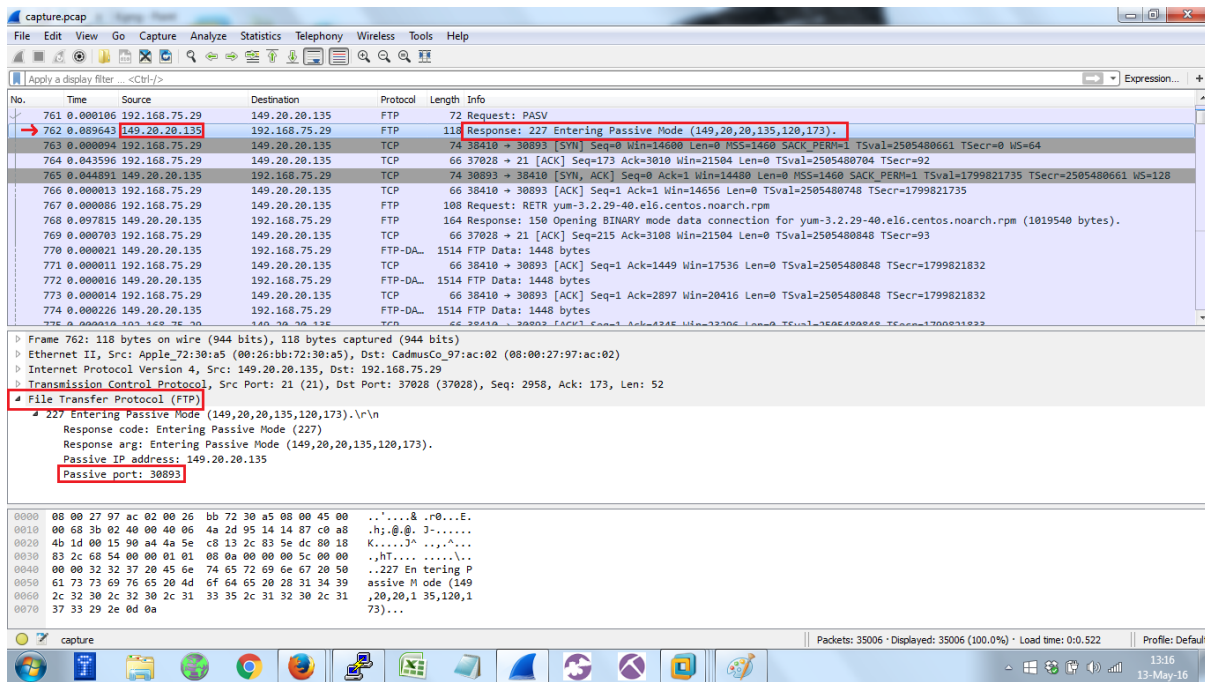 capture.pcap
File Edit View Go Capture Analyze Statistics Telephony Wireless Tools Help
Apply a display filter ... <Ctrl-/> Expression... +
No. Time Source Destination Protocol Length Info
761 0.000106 192.168.75.29 149.20.20.135 FTP 72 Request: PASV
762 0.089643 149.20.20.135 192.168.75.29 FTP 118 Response: 227 Entering Passive Mode (149,20,20,135,120,173).
763 0.000094 192.168.75.29 149.20.20.135 TCP 74 38410 → 30893 [SYN] Seq=0 Win=14600 Len=0 MSS=1460 SACK_PERM=1 TSval=2505480661 TSecr=0 WS=64
764 0.043596 192.168.75.29 149.20.20.135 TCP 66 37028 → 21 [ACK] Seq=173 Ack=3010 Win=21504 Len=0 TSval=2505480704 TSecr=92
765 0.044891 149.20.20.135 192.168.75.29 TCP 74 30893 → 38410 [SYN, ACK] Seq=0 Ack=1 Win=14480 Len=0 MSS=1460 SACK_PERM=1 TSval=1799821735 TSecr=2505480661 WS=128
766 0.000013 192.168.75.29 149.20.20.135 TCP 66 38410 → 30893 [ACK] Seq=1 Ack=1 Win=14656 Len=0 TSval=2505480748 TSecr=1799821735
767 0.000086 192.168.75.29 149.20.20.135 FTP 108 Request: RETR yum-3.2.29-40.el6.centos.noarch.rpm
768 0.097815 149.20.20.135 192.168.75.29 FTP 164 Response: 150 Opening BINARY mode data connection for yum-3.2.29-40.el6.centos.noarch.rpm (1019540 bytes).
769 0.000703 192.168.75.29 149.20.20.135 TCP 66 37028 → 21 [ACK] Seq=215 Ack=3108 Win=21504 Len=0 TSval=2505480848 TSecr=93
770 0.000021 149.20.20.135 192.168.75.29 FTP-DA… 1514 FTP Data: 1448 bytes
771 0.000011 192.168.75.29 149.20.20.135 TCP 66 38410 → 30893 [ACK] Seq=1 Ack=1449 Win=17536 Len=0 TSval=2505480848 TSecr=1799821832
772 0.000016 149.20.20.135 192.168.75.29 FTP-DA… 1514 FTP Data: 1448 bytes
773 0.000014 192.168.75.29 149.20.20.135 TCP 66 38410 → 30893 [ACK] Seq=1 Ack=2897 Win=20416 Len=0 TSval=2505480848 TSecr=1799821832
774 0.000226 149.20.20.135 192.168.75.29 FTP-DA… 1514 FTP Data: 1448 bytes
775 0.000010 192.168.75.29 149.20.20.135 TCP 66 38410 → 30893 [ACK] Seq=1 Ack=4345 Win=23296 Len=0 TSval=2505480848 TSecr=1799821833
Frame 762: 118 bytes on wire (944 bits), 118 bytes captured (944 bits)
Ethernet II, Src: Apple_72:30:a5 (00:26:bb:72:30:a5), Dst: CadmusCo_97:ac:02 (08:00:27:97:ac:02)
Internet Protocol Version 4, Src: 149.20.20.135, Dst: 192.168.75.29
Transmission Control Protocol, Src Port: 21 (21), Dst Port: 37028 (37028), Seq: 2958, Ack: 173, Len: 52
File Transfer Protocol (FTP)
227 Entering Passive Mode (149,20,20,135,120,173).\r\n
Response code: Entering Passive Mode (227)
Response arg: Entering Passive Mode (149,20,20,135,120,173).
Passive IP address: 149.20.20.135
Passive port: 30893
0000 08 00 27 97 ac 02 00 26 bb 72 30 a5 08 00 45 00 ..'....& .r0...E.
0010 00 68 3b 02 40 00 40 06 4a 2d 95 14 14 87 c0 a8 .h;.@.@. J-......
0020 4b 1d 00 15 90 a4 4a 5e c8 13 2c 83 5e dc 80 18 K.....J^ ..,.^...
0030 83 2c 68 54 00 00 01 01 08 0a 00 00 00 5c 00 00 .,hT.... .....\..
0040 00 00 32 32 37 20 45 6e 74 65 72 69 6e 67 20 50 ..227 En tering P
0050 61 73 73 69 76 65 20 4d 6f 64 65 20 28 31 34 39 assive M ode (149
0060 2c 32 30 2c 32 30 2c 31 33 35 2c 31 32 30 2c 31 ,20,20,1 35,120,1
0070 37 33 29 2e 0d 0a 73)...
capture Packets: 35006 · Displayed: 35006 (100.0%) · Load time: 0:0.522 Profile: Defaul
13:16
13-May-16